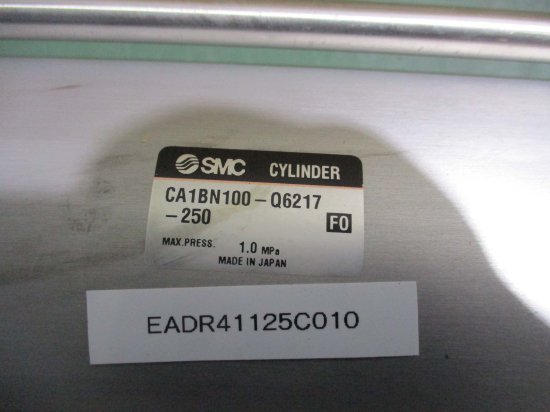 SMC CYLINDER
CA1BN100-Q6217
-250
FO
MAX.PRESS. 1.0 MPa
MADE IN JAPAN
EADR41125C010